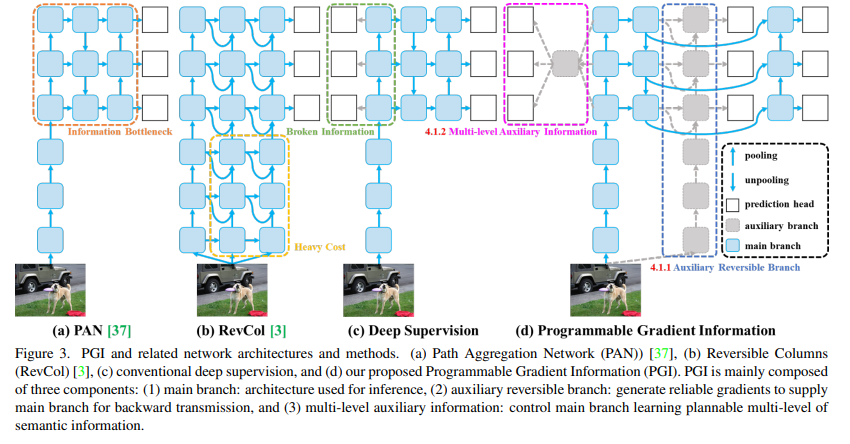 Information Bottleneck
Broken Information
4.1.2 Multi-level Auxiliary Information
Heavy Cost
pooling
unpooling
prediction head
auxiliary branch
main branch
4.1.1 Auxiliary Reversible Branch
(a) PAN [37]
(b) RevCol [3]
(c) Deep Supervision
(d) Programmable Gradient Information
Figure 3. PGI and related network architectures and methods. (a) Path Aggregation Network (PAN)) [37], (b) Reversible Columns
(RevCol) [3], (c) conventional deep supervision, and (d) our proposed Programmable Gradient Information (PGI). PGI is mainly composed
of three components: (1) main branch: architecture used for inference, (2) auxiliary reversible branch: generate reliable gradients to supply
main branch for backward transmission, and (3) multi-level auxiliary information: control main branch learning plannable multi-level of
semantic information.